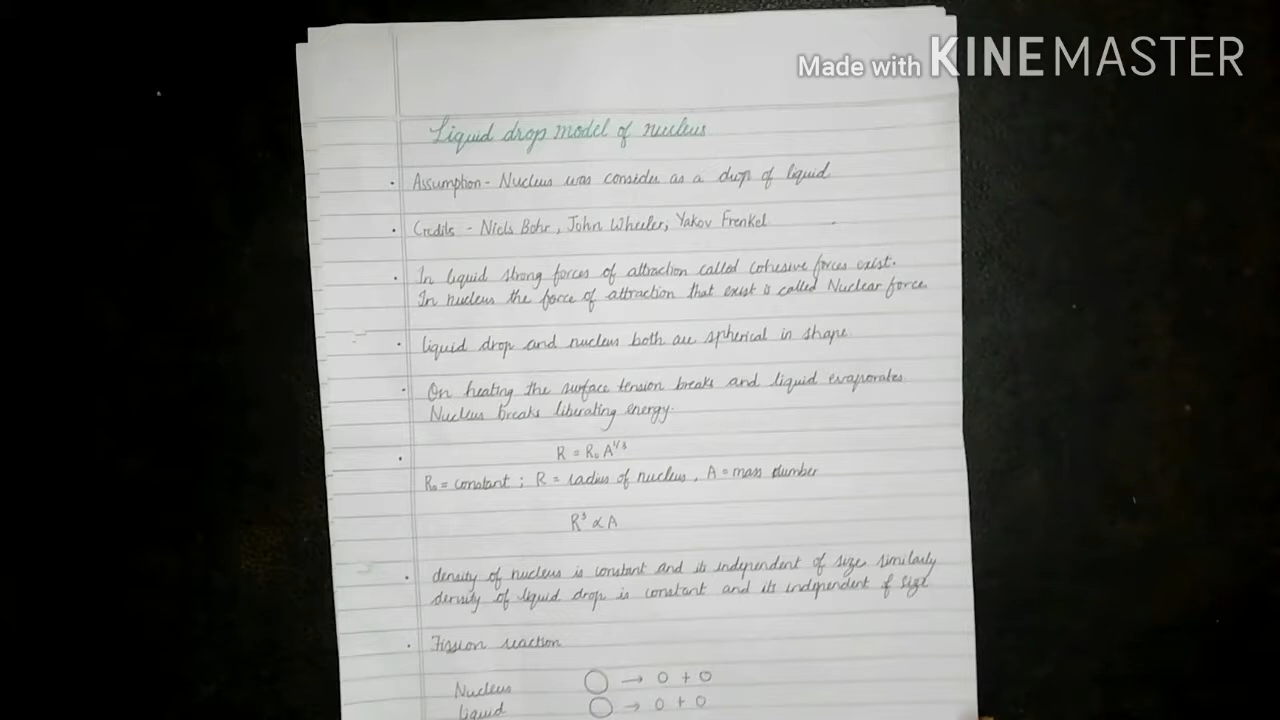 Made with KINEMASTER
Liquid drop model of nucleus
• Assumption - Nucleus was consider as a drop of liquid
• Credits - Niels Bohr, John Wheeler, Yakov Frenkel
• In liquid strong forces of attraction called cohesive forces exist.
In nucleus the force of attraction that exist is called Nuclear force.
• liquid drop and nucleus both are spherical in shape.
• On heating the surface tension breaks and liquid evaporates
Nucleus breaks liberating energy.
• R = R₀ A^1/3
R₀ = constant ; R = radius of nucleus, A = mass number
R³ ∝ A
• density of nucleus is constant and its independent of size similarly
density of liquid drop is constant and its independent of size
• Fission reaction
Nucleus ◯ → O + O
liquid ◯ → O + O